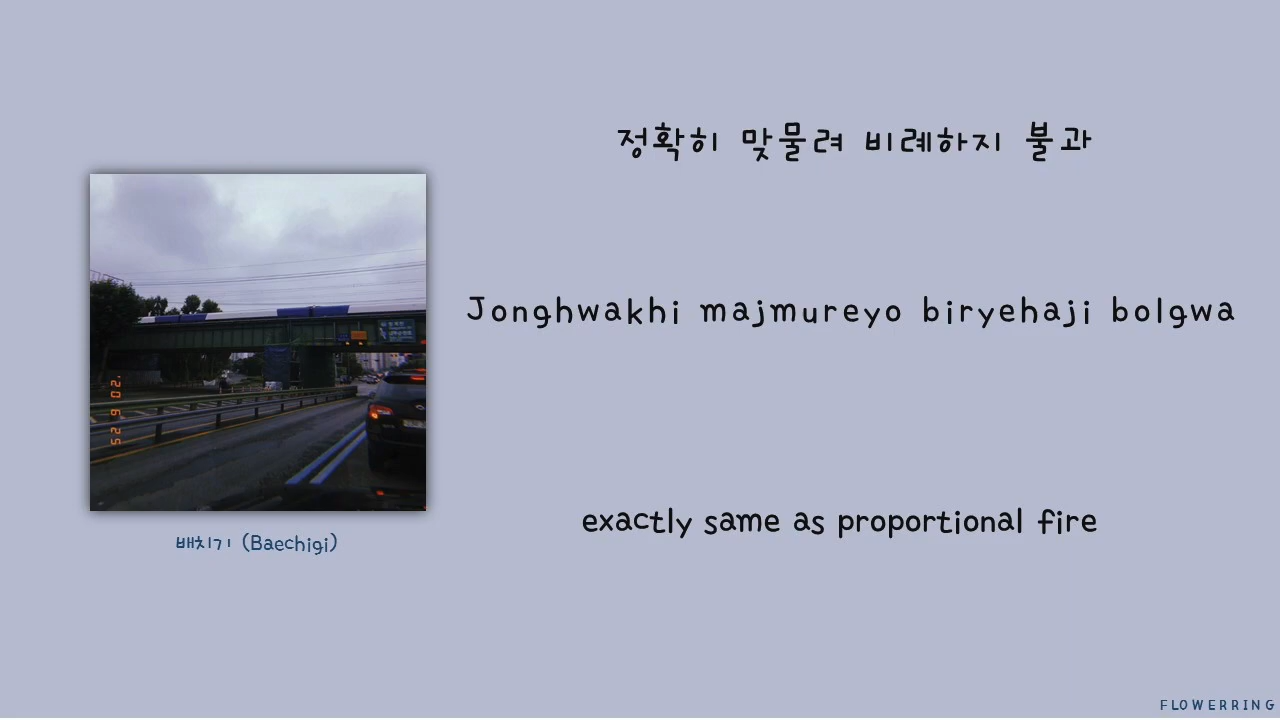 정확히 맞물려 비례하지 불과
Jonghwakhi majmureyo biryehaji bolgwa
exactly same as proportional fire
배치기 (Baechigi)
FLOWERRING